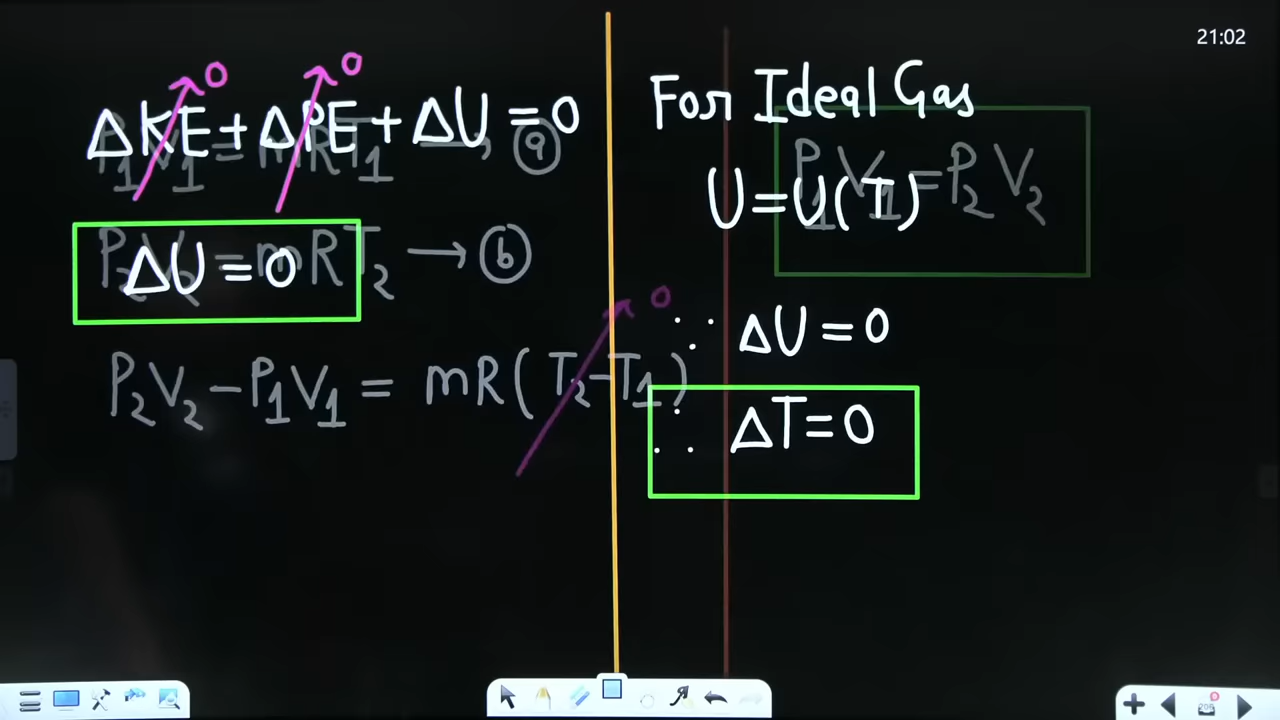 21:02
ΔKE + ΔPE + ΔU = 0
0
0
P₁V₁ = mRT₁ → ⓐ
ΔU = 0
P₂V₂ = mRT₂ → ⓑ
P₂V₂ - P₁V₁ = mR(T₂-T₁)
0
For Ideal Gas
U = U(T)
P₁V₁ = P₂V₂
∵ ΔU = 0
∴ ΔT = 0